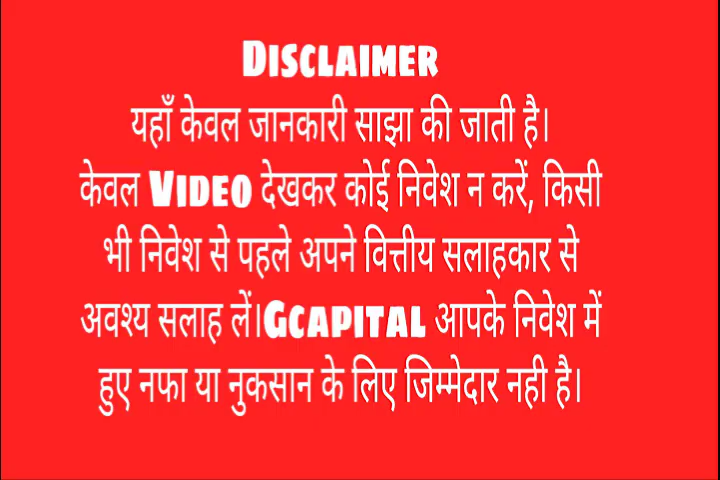 DISCLAIMER
यहाँ केवल जानकारी साझा की जाती है।
केवल VIDEO देखकर कोई निवेश न करें, किसी
भी निवेश से पहले अपने वित्तीय सलाहकार से
अवश्य सलाह लें।GCAPITAL आपके निवेश में
हुए नफा या नुकसान के लिए जिम्मेदार नही है।